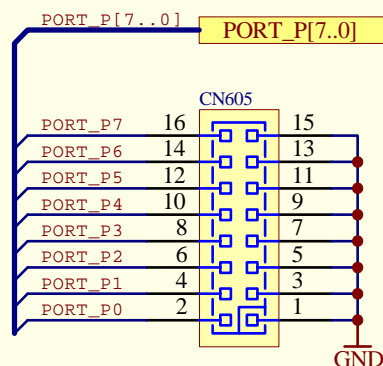 PORT_P[7..0] PORT_P[7..0]
CN605
PORT_P7 16 15
PORT_P6 14 13
PORT_P5 12 11
PORT_P4 10 9
PORT_P3 8 7
PORT_P2 6 5
PORT_P1 4 3
PORT_P0 2 1
GND